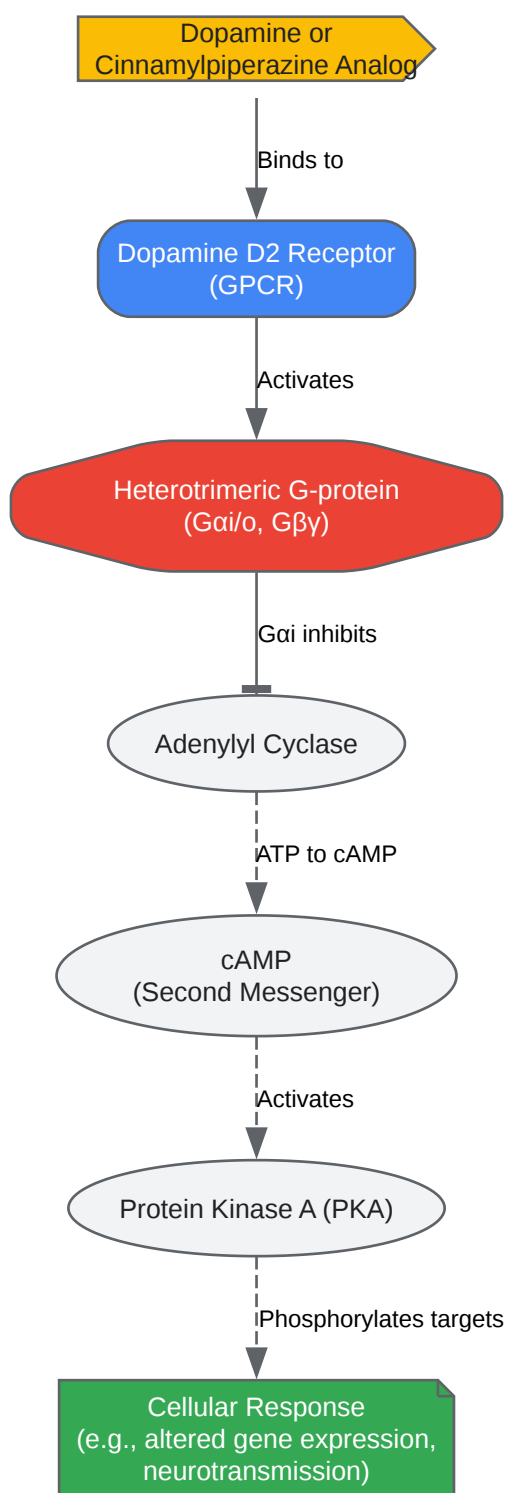 Dopamine or
Cinnamylpiperazine Analog
Binds to
Dopamine D2 Receptor
(GPCR)
Activates
Heterotrimeric G-protein
(Gαi/o, Gβγ)
Gαi inhibits
Adenylyl Cyclase
ATP to cAMP
cAMP
(Second Messenger)
Activates
Protein Kinase A (PKA)
Phosphorylates targets
Cellular Response
(e.g., altered gene expression,
neurotransmission)